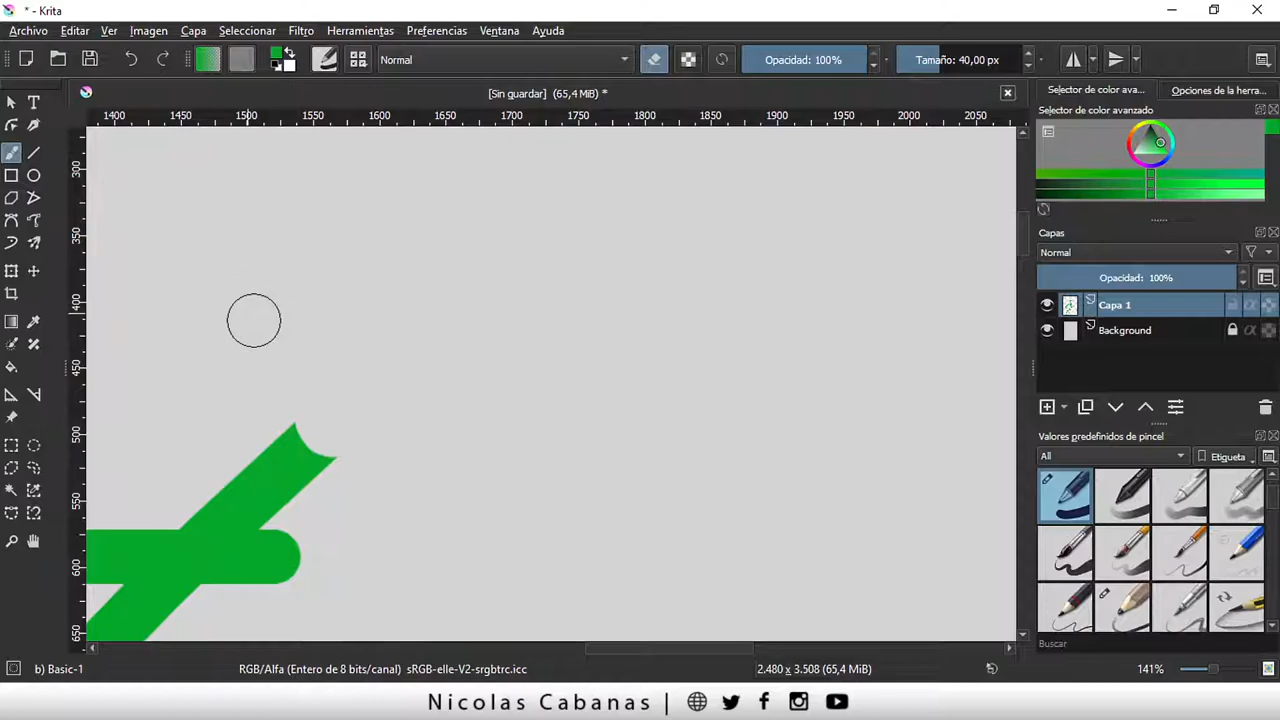 * - Krita
Archivo Editar Ver Imagen Capa Seleccionar Filtro Herramientas Preferencias Ventana Ayuda
Normal Opacidad: 100% Tamaño: 40,00 px
[Sin guardar] (65,4 MiB) *
Selector de color ava... Opciones de la herra...
Selector de color avanzado
1400 1450 1500 1550 1600 1650 1700 1750 1800 1850 1900 1950 2000 2050
300
350
400
450
500
550
600
650
Capas
Normal
Opacidad: 100%
Capa 1
Background
Valores predefinidos de pincel
All Etiqueta
Buscar
b) Basic-1 RGB/Alfa (Entero de 8 bits/canal) sRGB-elle-V2-srgbtrc.icc 2.480 x 3.508 (65,4 MiB) 141%
Nicolas Cabanas |